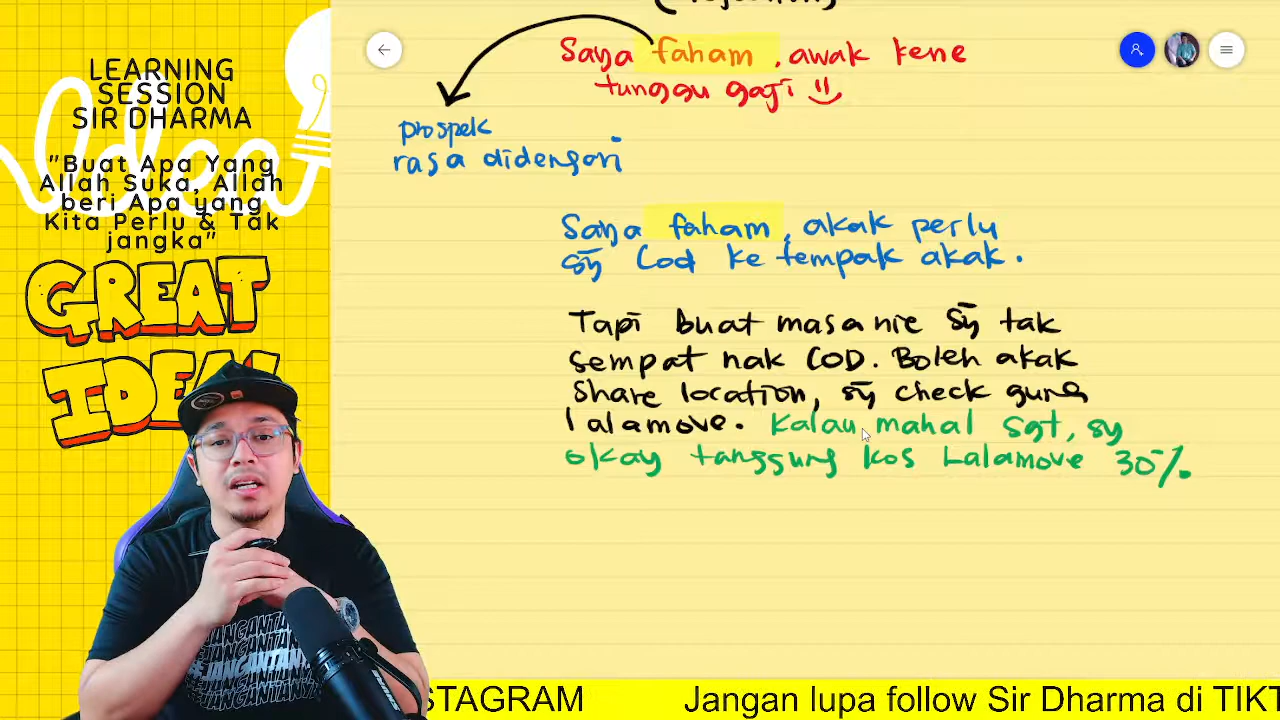 LEARNING
SESSION
SIR DHARMA
"Buat Apa Yang
Allah Suka, Allah
beri Apa yang
Kita Perlu & Tak
jangka"
GREAT
IDEA
Saya faham, awak kene
tunggu gaji
prospek
rasa didengari
Saya faham, akak perlu
sy Cod ke tempak akak.
Tapi buat masa nie sy tak
sempat nak COD. Boleh akak
Share location, sy check guna
lalamove. Kalau mahal sgt, sy
okay tanggung kos Lalamove 30%
#JANGANTANYA
STAGRAM Jangan lupa follow Sir Dharma di TIKT